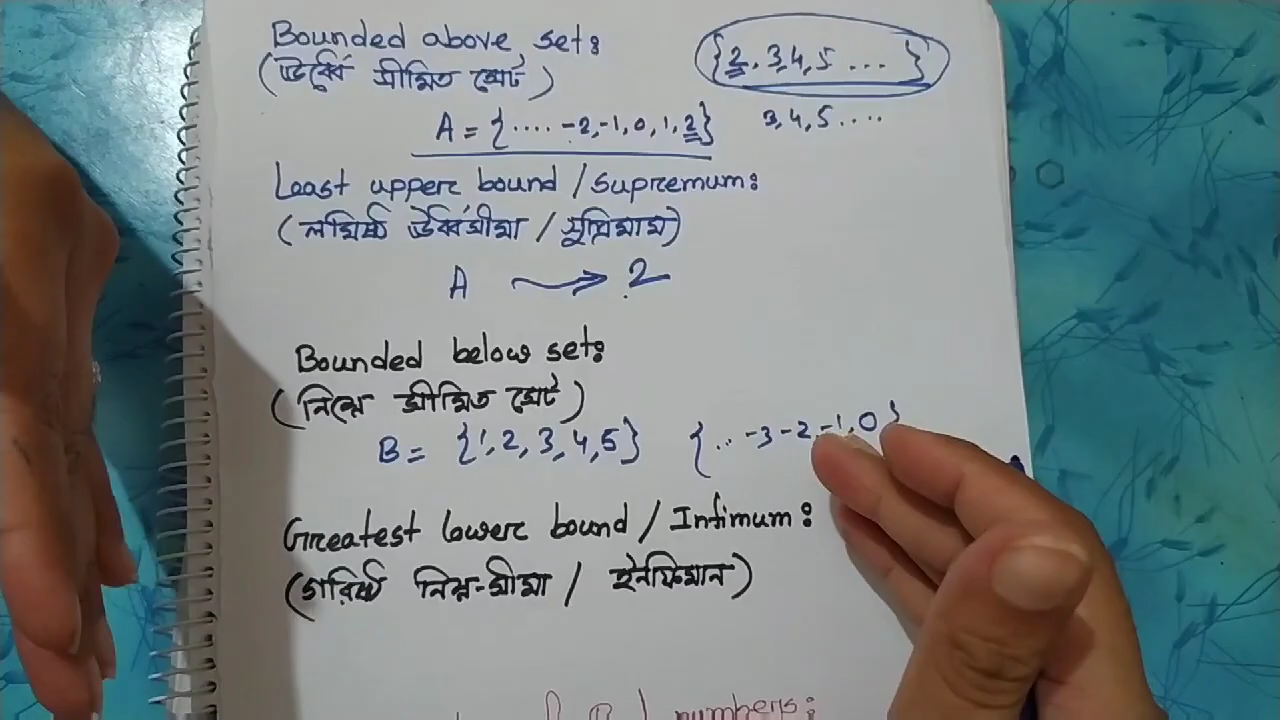 Bounded above set:
(উর্ধ্বে সীমিত সেট)
{2, 3, 4, 5 ... }
A = {.... -2, -1, 0, 1, 2}
3, 4, 5 ....
Least upper bound / Supremum:
(লঘিষ্ঠ উর্ধ্বসীমা / সুপ্রিমাম)
A → 2
Bounded below set:
(নিম্নে সীমিত সেট)
B = {1, 2, 3, 4, 5} {.. -3 -2, -1, 0}
Greatest lower bound / Infimum:
(গরিষ্ঠ নিম্ন-সীমা / ইনফিমান)
numbers: